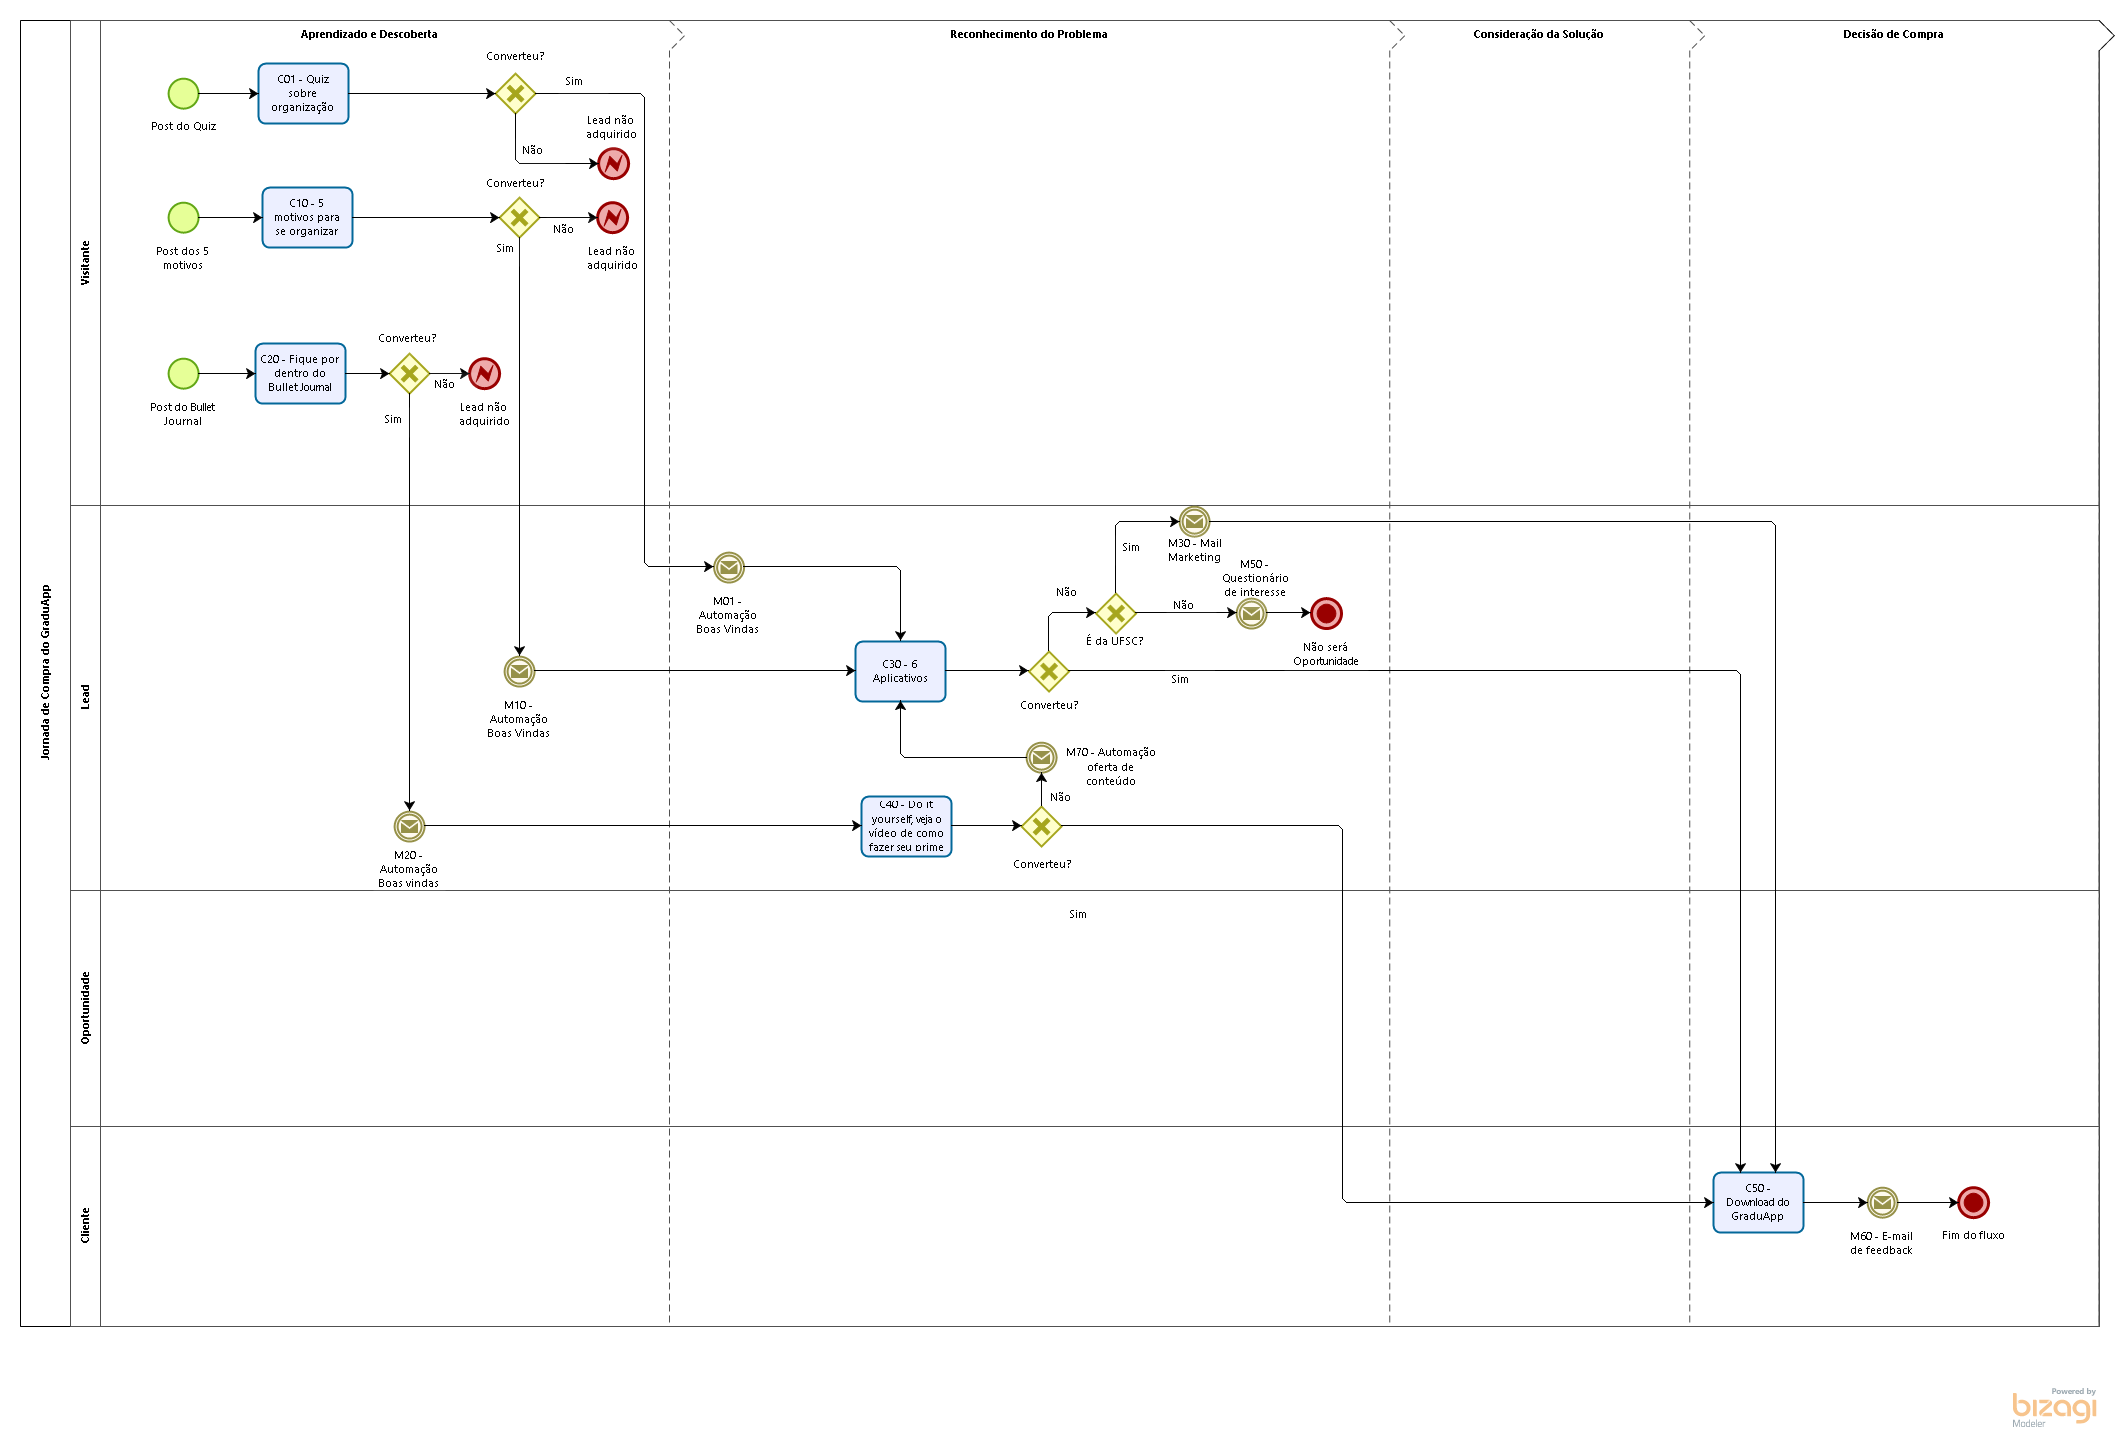 Aprendizado e Descoberta
Reconhecimento do Problema
Consideração da Solução
Decisão de Compra
Jornada de Compra do GraduApp
Visitante
Post do Quiz
C01 - Quiz
sobre
organização
Converteu?
Sim
Não
Lead não
adquirido
Post dos 5
motivos
C10 - 5
motivos para
se organizar
Converteu?
Sim
Não
Lead não
adquirido
Post do Bullet
Journal
C20 - Fique por
dentro do
Bullet Journal
Converteu?
Sim
Não
Lead não
adquirido
Lead
M01 -
Automação
Boas Vindas
M10 -
Automação
Boas Vindas
M20 -
Automação
Boas vindas
C30 - 6
Aplicativos
Converteu?
Não
Sim
É da UFSC?
Sim
Não
M30 - Mail
Marketing
M50 -
Questionário
de interesse
Não será
Oportunidade
M70 - Automação
oferta de
conteúdo
C40 - Do it
yourself, veja o
vídeo de como
fazer seu prime
Não
Converteu?
Oportunidade
Sim
Cliente
C50 -
Download do
GraduApp
M60 - E-mail
de feedback
Fim do fluxo
Powered by
bizagi
Modeler